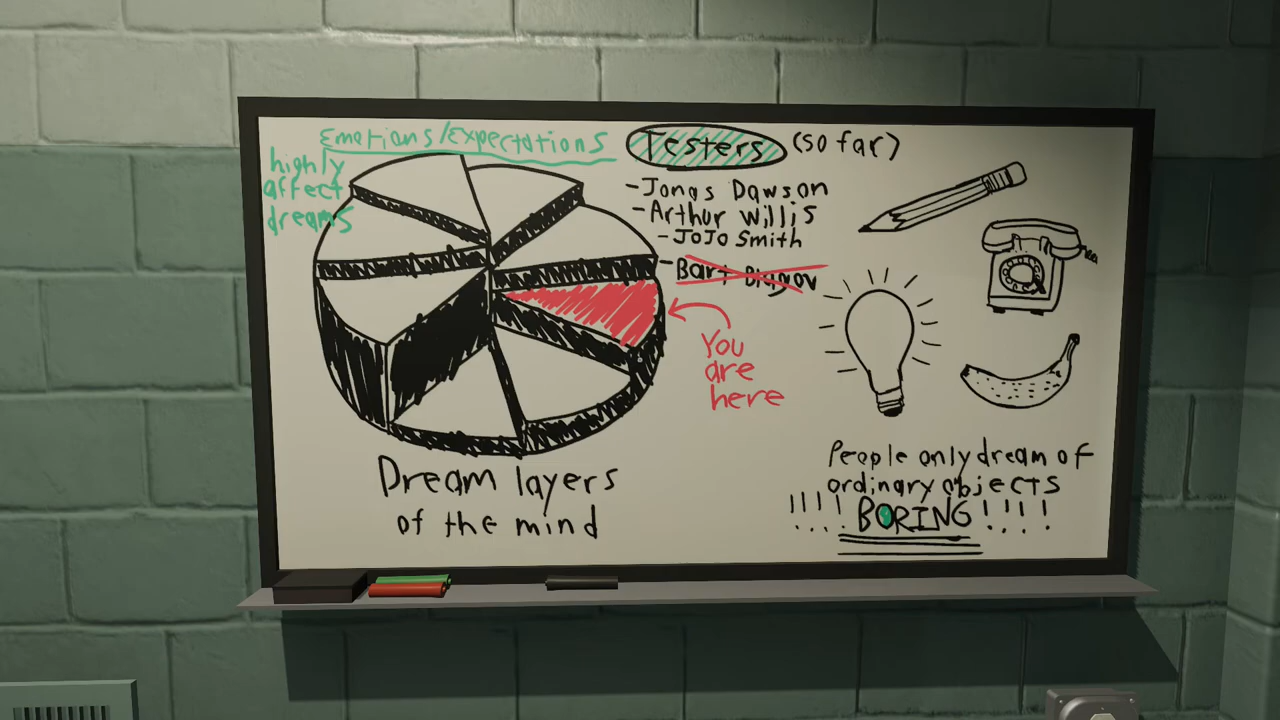 Emotions/Expectations
highly
affect
dreams
Testers (so far)
- Jonas Dawson
- Arthur Willis
- JoJo Smith
- Bart
You
are
here
Dream layers
of the mind
People only dream of
ordinary objects
!!!! BORING !!!!